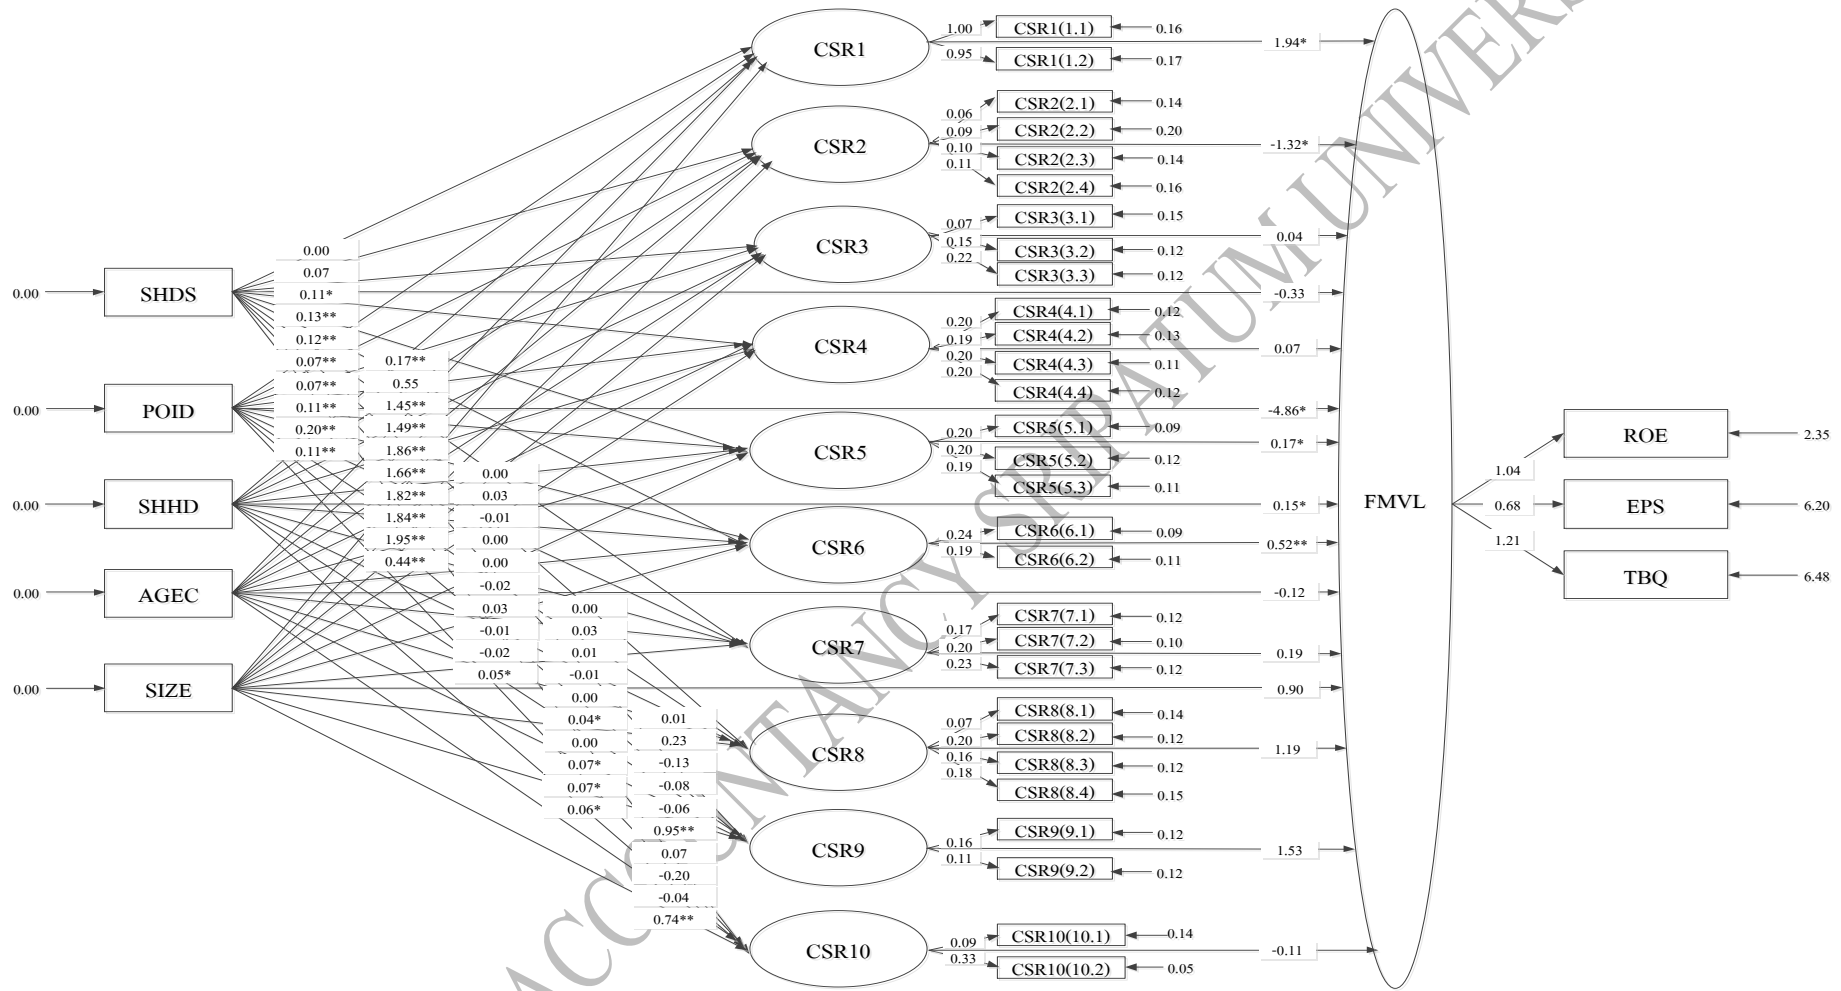 CSR1
1.00
CSR1(1.1)
0.16
1.94*
0.95
CSR1(1.2)
0.17
CSR2
0.06
CSR2(2.1)
0.14
0.09
CSR2(2.2)
0.20
-1.32*
0.10
CSR2(2.3)
0.14
0.11
CSR2(2.4)
0.16
CSR3
0.07
CSR3(3.1)
0.15
0.04
0.15
CSR3(3.2)
0.12
0.22
CSR3(3.3)
0.12
0.00
SHDS
-0.33
CSR4
0.20
CSR4(4.1)
0.12
0.19
CSR4(4.2)
0.13
0.07
0.20
CSR4(4.3)
0.11
0.20
CSR4(4.4)
0.12
0.00
POID
-4.86*
CSR5
0.20
CSR5(5.1)
0.09
0.17*
0.20
CSR5(5.2)
0.12
0.19
CSR5(5.3)
0.11
0.00
SHHD
0.15*
CSR6
0.24
CSR6(6.1)
0.09
0.52**
0.19
CSR6(6.2)
0.11
0.00
AGEC
-0.12
CSR7
0.17
CSR7(7.1)
0.12
0.20
CSR7(7.2)
0.10
0.19
0.23
CSR7(7.3)
0.12
0.00
SIZE
0.90
CSR8
0.07
CSR8(8.1)
0.14
0.20
CSR8(8.2)
0.12
1.19
0.16
CSR8(8.3)
0.12
0.18
CSR8(8.4)
0.15
CSR9
0.16
CSR9(9.1)
0.12
1.53
0.11
CSR9(9.2)
0.12
CSR10
0.09
CSR10(10.1)
0.14
-0.11
0.33
CSR10(10.2)
0.05
0.00
0.07
0.11*
0.13**
0.12**
0.07**
0.07**
0.11**
0.20**
0.11**
0.17**
0.55
1.45**
1.49**
1.86**
1.66**
1.82**
1.84**
1.95**
0.44**
0.00
0.03
-0.01
0.00
0.00
-0.02
0.03
-0.01
-0.02
0.05*
0.00
0.03
0.01
-0.01
0.00
0.04*
0.00
0.07*
0.07*
0.06*
0.01
0.23
-0.13
-0.08
-0.06
0.95**
0.07
-0.20
-0.04
0.74**
FMVL
1.04
ROE
2.35
0.68
EPS
6.20
1.21
TBQ
6.48
ACCOUNTANCY SRIPATUM UNIVERS